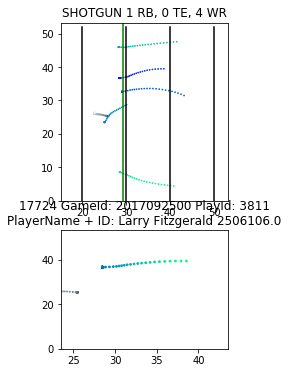 SHOTGUN 1 RB, 0 TE, 4 WR
50
40
30
20
10
0
20 30 40 50
17724 GameId: 2017092500 PlayId: 3811
PlayerName + ID: Larry Fitzgerald 2506106.0
40
20
0
25 30 35 40